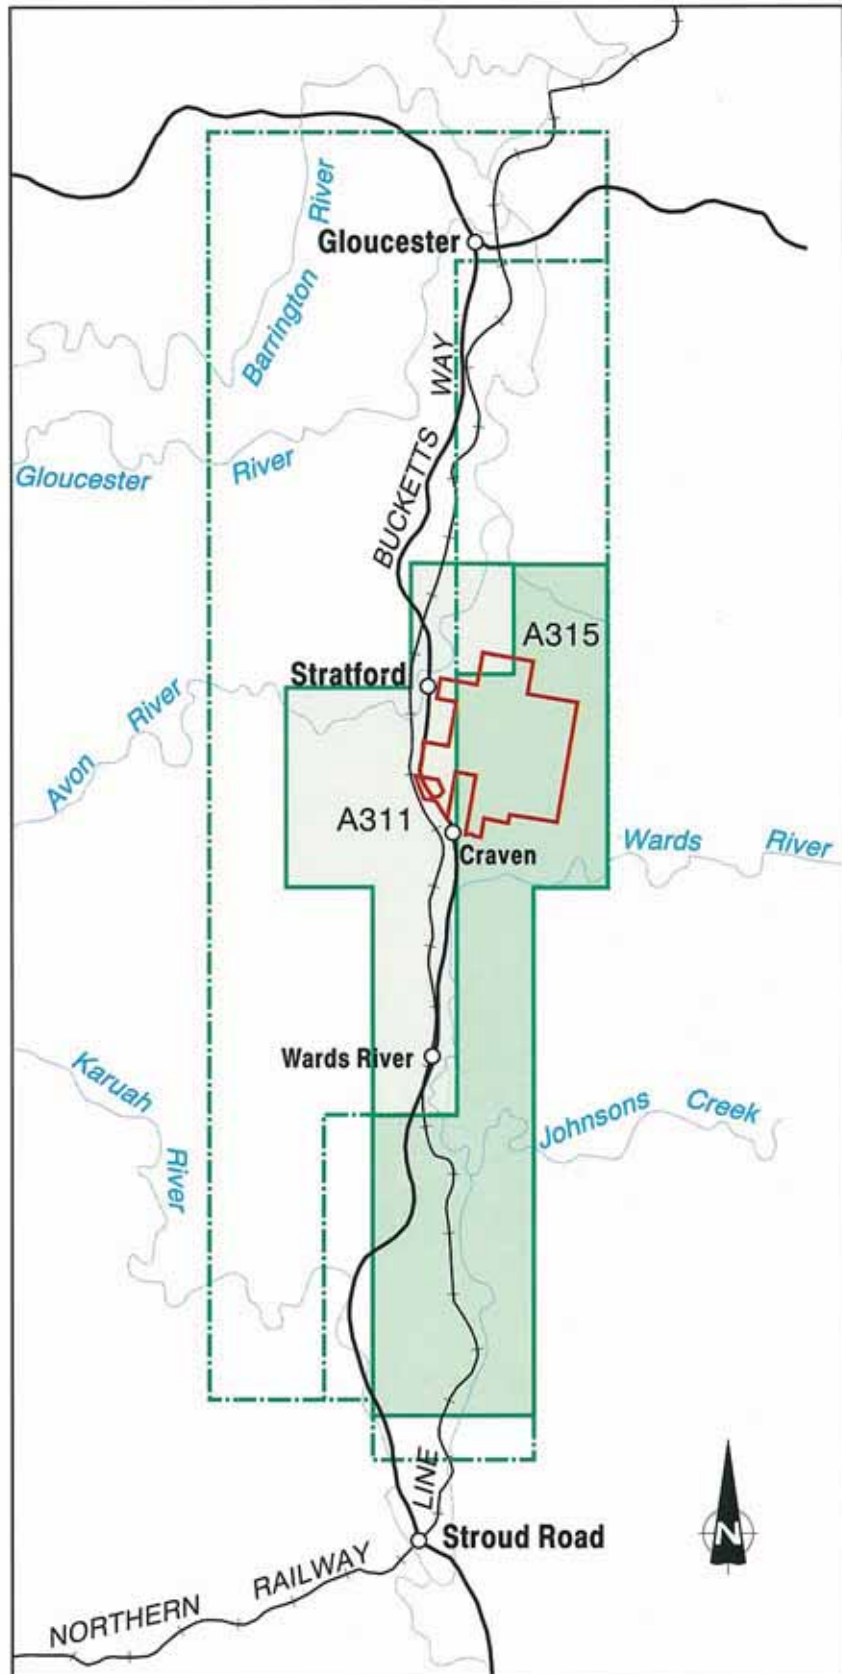 Barrington River
Gloucester
BUCKETTS WAY
Gloucester River
A315
Stratford
Avon River
A311
Craven
Wards River
Wards River
Karuah River
Johnsons Creek
N
Stroud Road
NORTHERN RAILWAY LINE